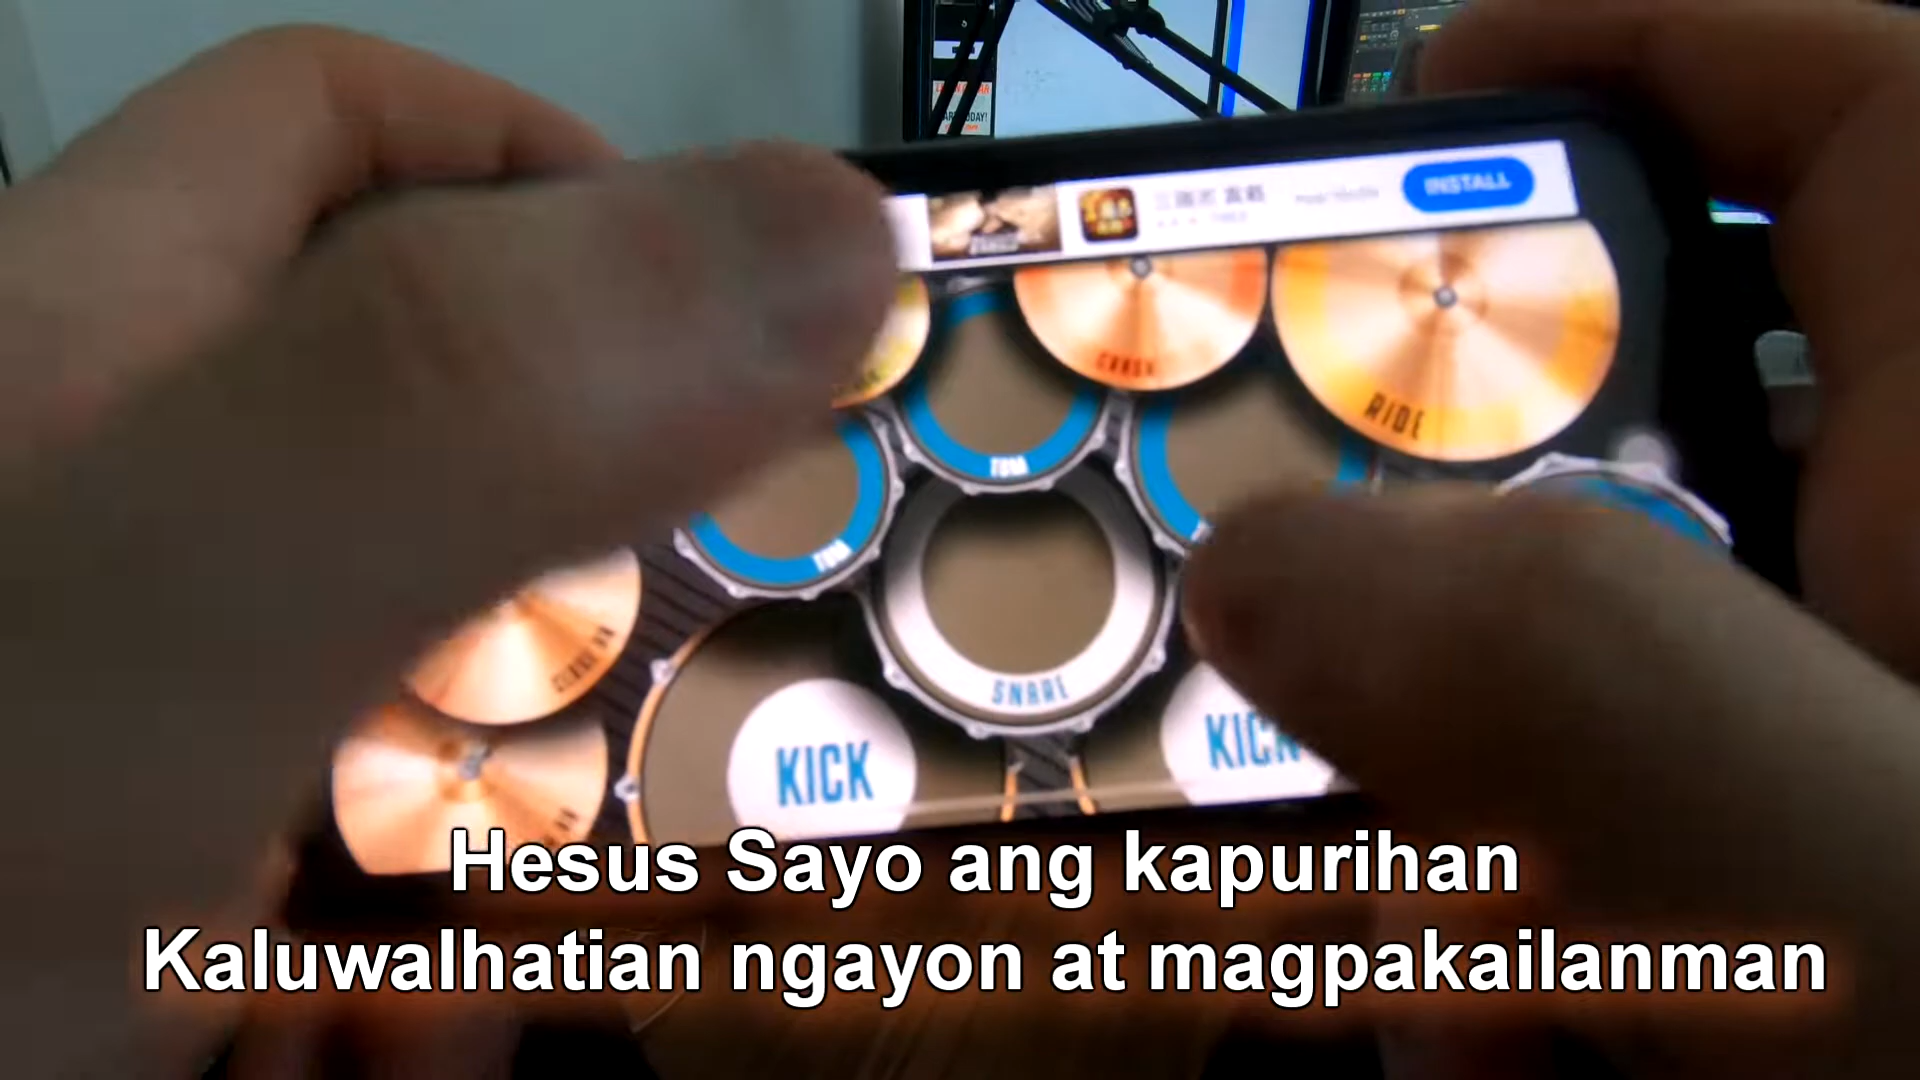 INSTALL
CRASH
RIDE
TOM
TOM
SNARE
KICK
KICK
Hesus Sayo ang kapurihan
Kaluwalhatian ngayon at magpakailanman